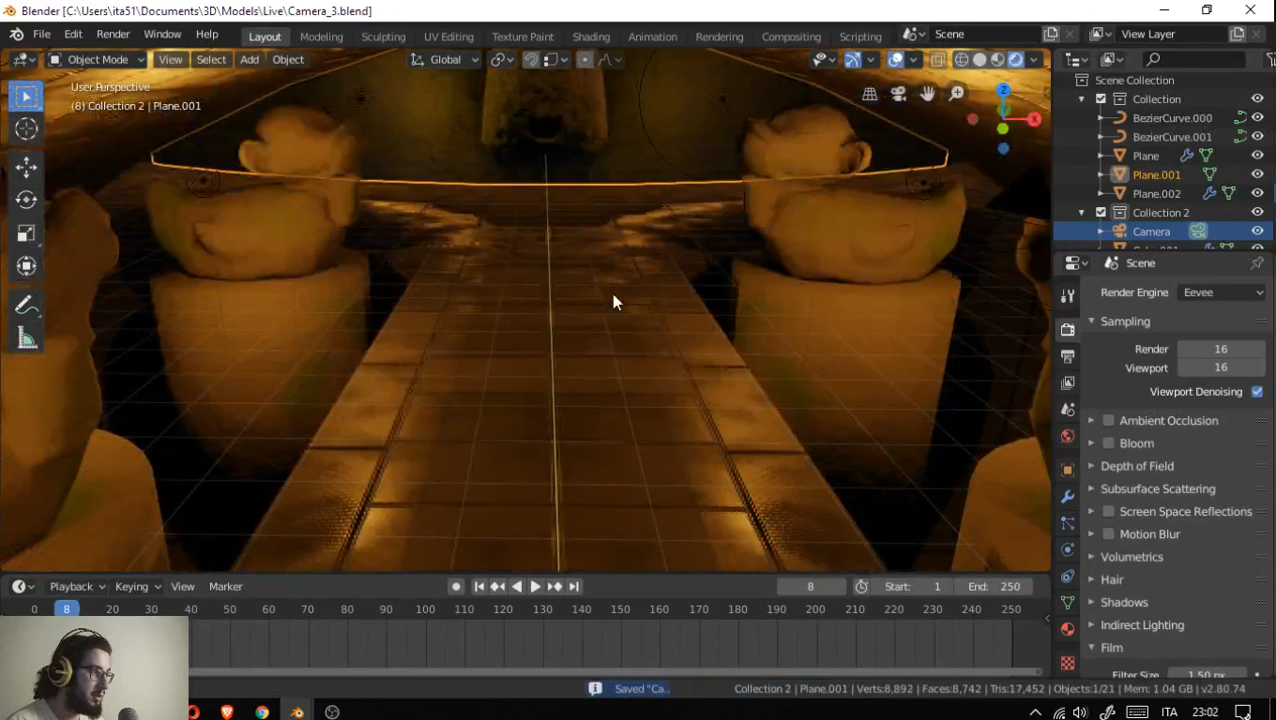 Blender [C:\Users\ita51\Documents\3D\Models\Live\Camera_3.blend]
File Edit Render Window Help Layout Modeling Sculpting UV Editing Texture Paint Shading Animation Rendering Compositing Scripting Scene View Layer
Object Mode View Select Add Object Global
User Perspective
(8) Collection 2 | Plane.001
Z
X
Scene Collection
Collection
BezierCurve.000
BezierCurve.001
Plane
Plane.001
Plane.002
Collection 2
Camera
Scene
Render Engine Eevee
Sampling
Render 16
Viewport 16
Viewport Denoising
Ambient Occlusion
Bloom
Depth of Field
Subsurface Scattering
Screen Space Reflections
Motion Blur
Volumetrics
Hair
Shadows
Indirect Lighting
Film
Filter Size 1.50 px
Playback Keying View Marker 8 Start: 1 End: 250
0 8 20 30 40 50 60 70 80 90 100 110 120 130 140 150 160 170 180 190 200 210 220 230 240 250
Saved "Ca.. Collection 2 | Plane.001 Verts:8,892 | Faces:8,742 | Tris:17,452 | Objects:1/21 | Mem: 1.04 GB | v2.80.74
ITA 23:02